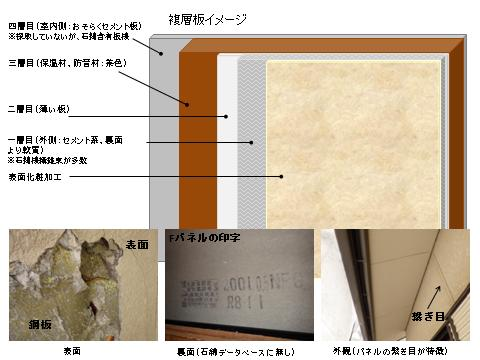 複層板イメージ
四層目（室内側：おそらくセメント板）
※採取していないが、石綿含有板様
三層目（保温材、防音材：茶色）
二層目（薄い板）
一層目（外側：セメント系、裏面
より軟質）
※石綿様繊維束が多数
表面化粧加工
表面
鋼板
Fパネルの印字
繋ぎ目
表面
裏面（石綿データベースに無し）
外観（パネルの繋ぎ目が特徴）